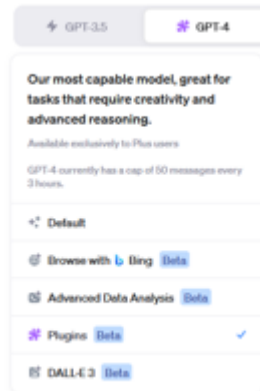 GPT-3.5
GPT-4
Our most capable model, great for
tasks that require creativity and
advanced reasoning.
Available exclusively to Plus users
GPT-4 currently has a cap of 50 messages every
3 hours.
Default
Browse with Bing Beta
Advanced Data Analysis Beta
Plugins Beta
DALL·E 3 Beta